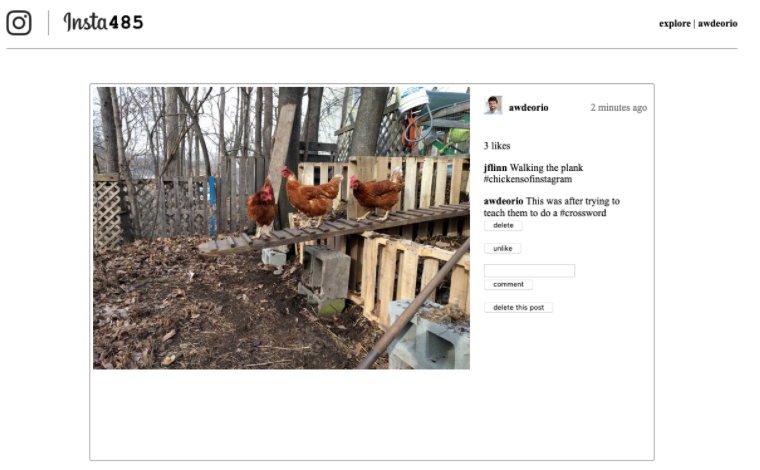 Insta485
explore | awdeorio
awdeorio 2 minutes ago
3 likes
jflinn Walking the plank
#chickensofinstagram
awdeorio This was after trying to
teach them to do a #crossword
delete
unlike
comment
delete this post